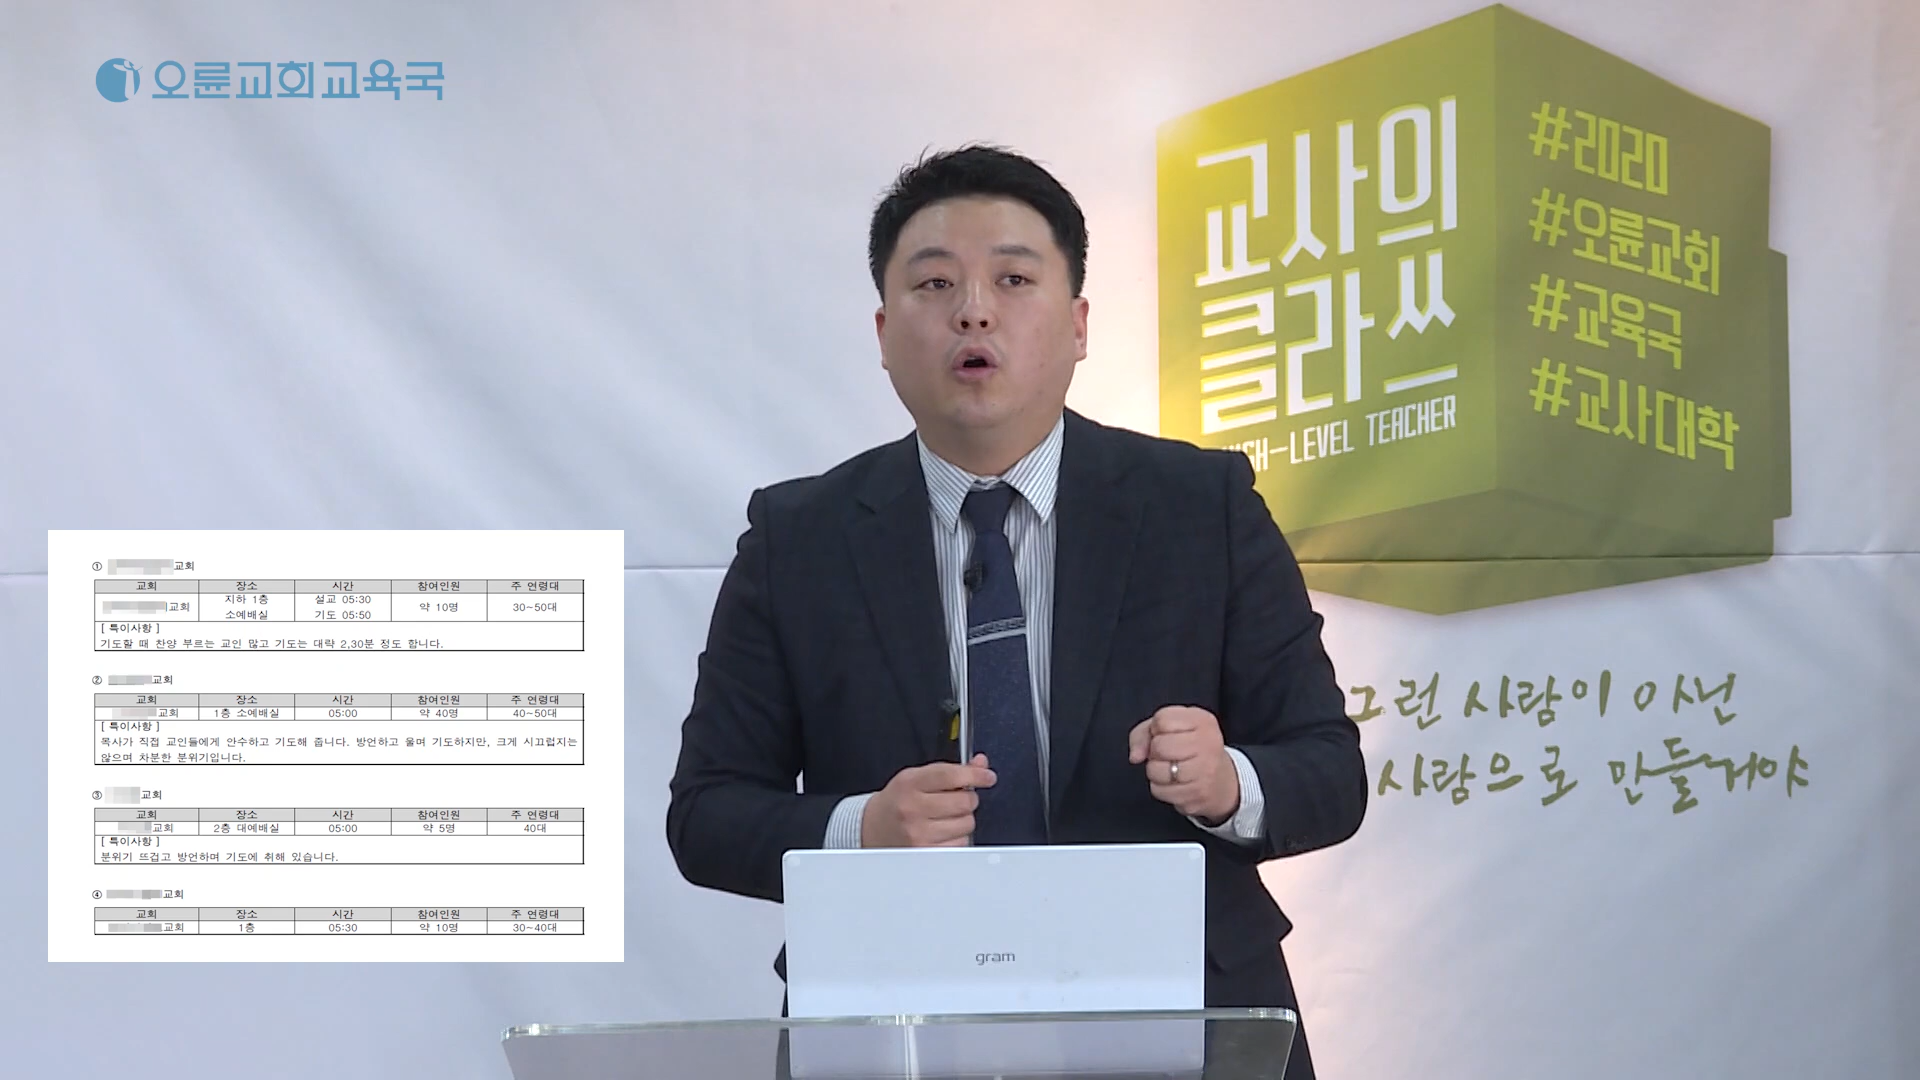 오륜교회교육국
교사의
클라쓰
HIGH-LEVEL TEACHER
#2020
#오륜교회
#교육국
#교사대학
그런 사람이 아닌
사람으로 만들거야
① 교회
교회 장소 시간 참여인원 주 연령대
교회 지하 1층 소예배실 설교 05:30 기도 05:50 약 10명 30~50대
[ 특이사항 ]
기도할 때 찬양 부르는 교인 많고 기도는 대략 2,30분 정도 합니다.
② 교회
교회 장소 시간 참여인원 주 연령대
교회 1층 소예배실 05:00 약 40명 40~50대
[ 특이사항 ]
목사가 직접 교인들에게 안수하고 기도해 줍니다. 방언하고 울며 기도하지만, 크게 시끄럽지는
않으며 차분한 분위기입니다.
③ 교회
교회 장소 시간 참여인원 주 연령대
교회 2층 대예배실 05:00 약 5명 40대
[ 특이사항 ]
분위기 뜨겁고 방언하며 기도에 취해 있습니다.
④ 교회
교회 장소 시간 참여인원 주 연령대
교회 1층 05:30 약 10명 30~40대
gram